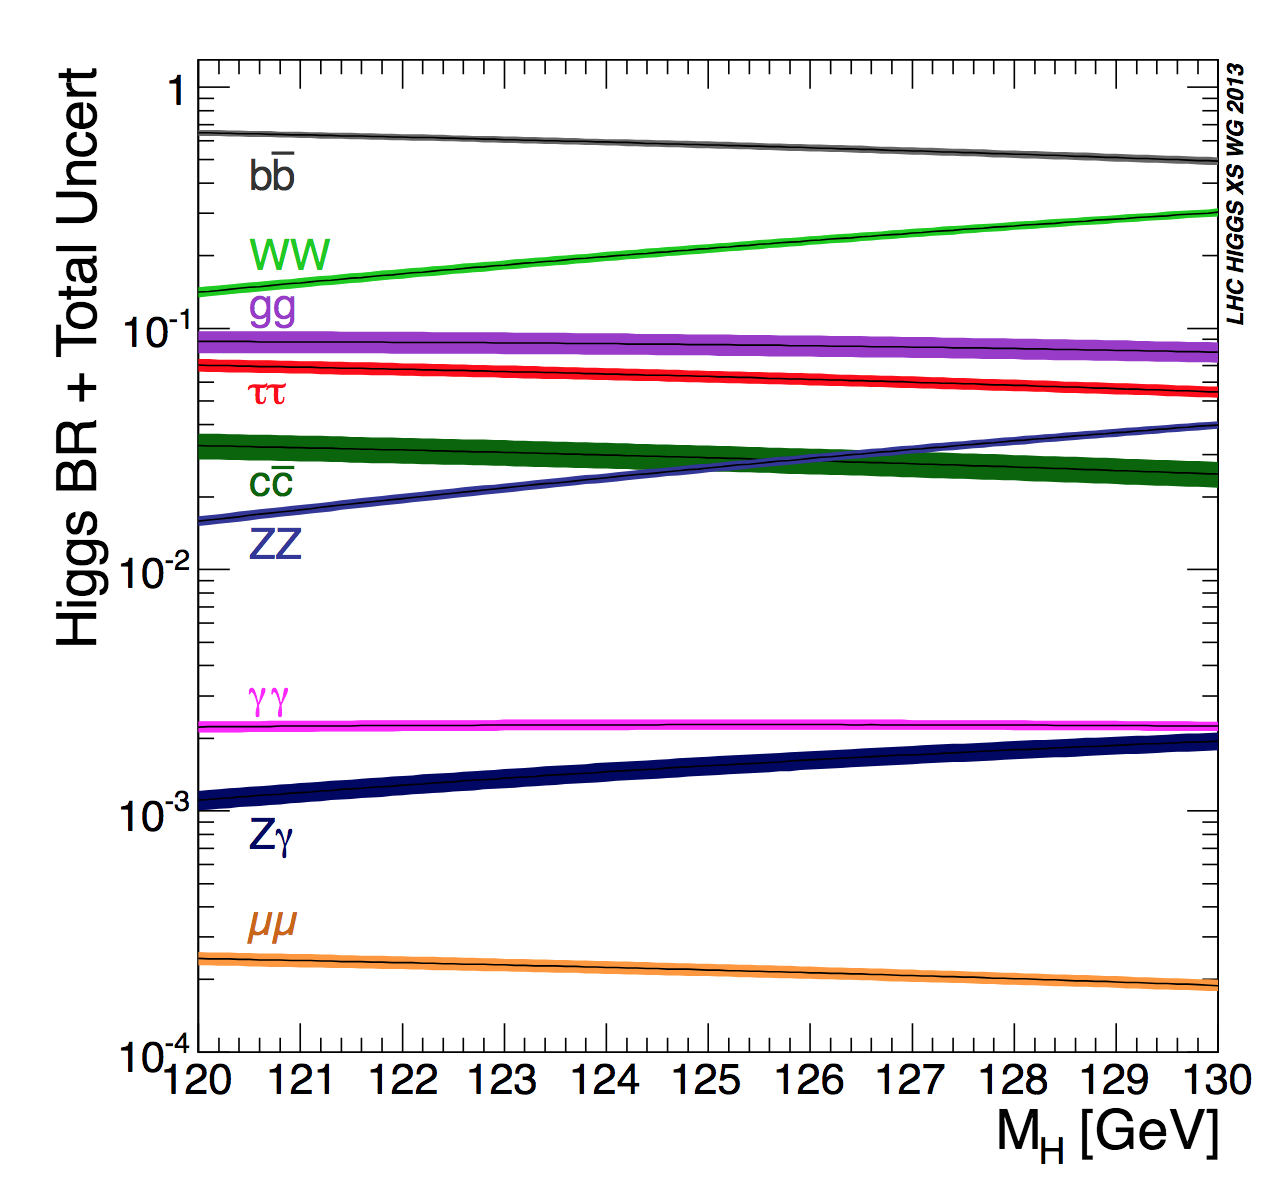 Higgs BR + Total Uncert
LHC HIGGS XS WG 2013
1
10⁻¹
10⁻²
10⁻³
10⁻⁴
bb̅
WW
gg
ττ
cc̅
ZZ
γγ
Zγ
μμ
120 121 122 123 124 125 126 127 128 129 130
M_H [GeV]